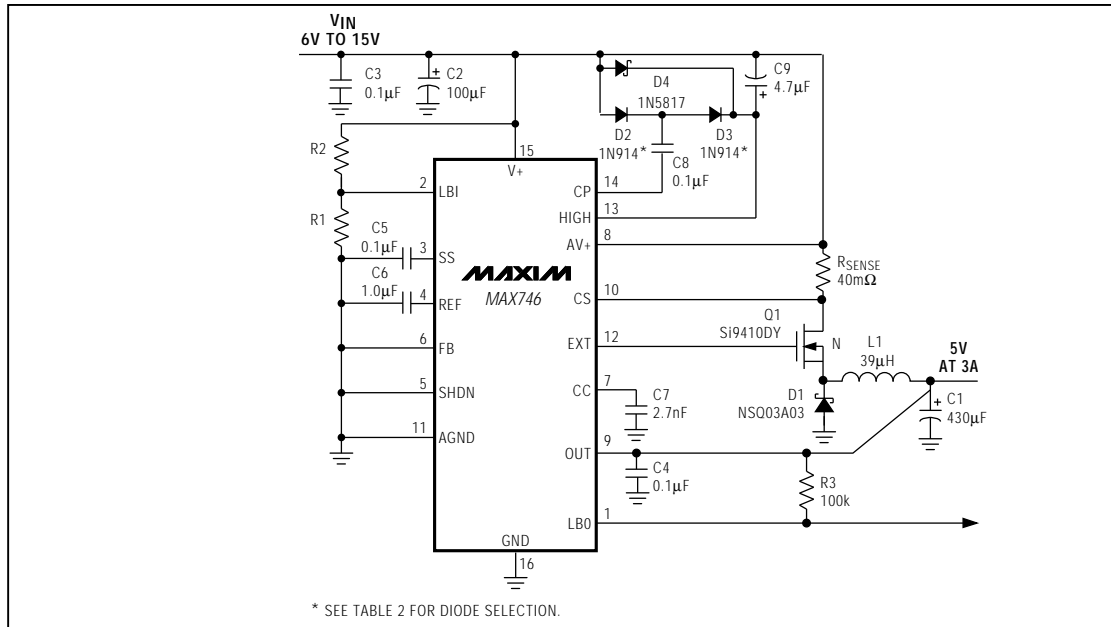 VIN
6V TO 15V
C3
0.1µF
C2
100µF
D4
1N5817
C9
4.7µF
D2
1N914*
D3
1N914*
C8
0.1µF
R2
R1
15
V+
2
LBI
14
CP
13
HIGH
8
AV+
C5
0.1µF
3
SS
C6
1.0µF
4
REF
MAXIM
MAX746
RSENSE
40mΩ
10
CS
Q1
Si9410DY
N
12
EXT
L1
39µH
5V
AT 3A
6
FB
7
CC
C7
2.7nF
D1
NSQ03A03
C1
430µF
5
SHDN
11
AGND
9
OUT
C4
0.1µF
R3
100k
1
LB0
GND
16
* SEE TABLE 2 FOR DIODE SELECTION.